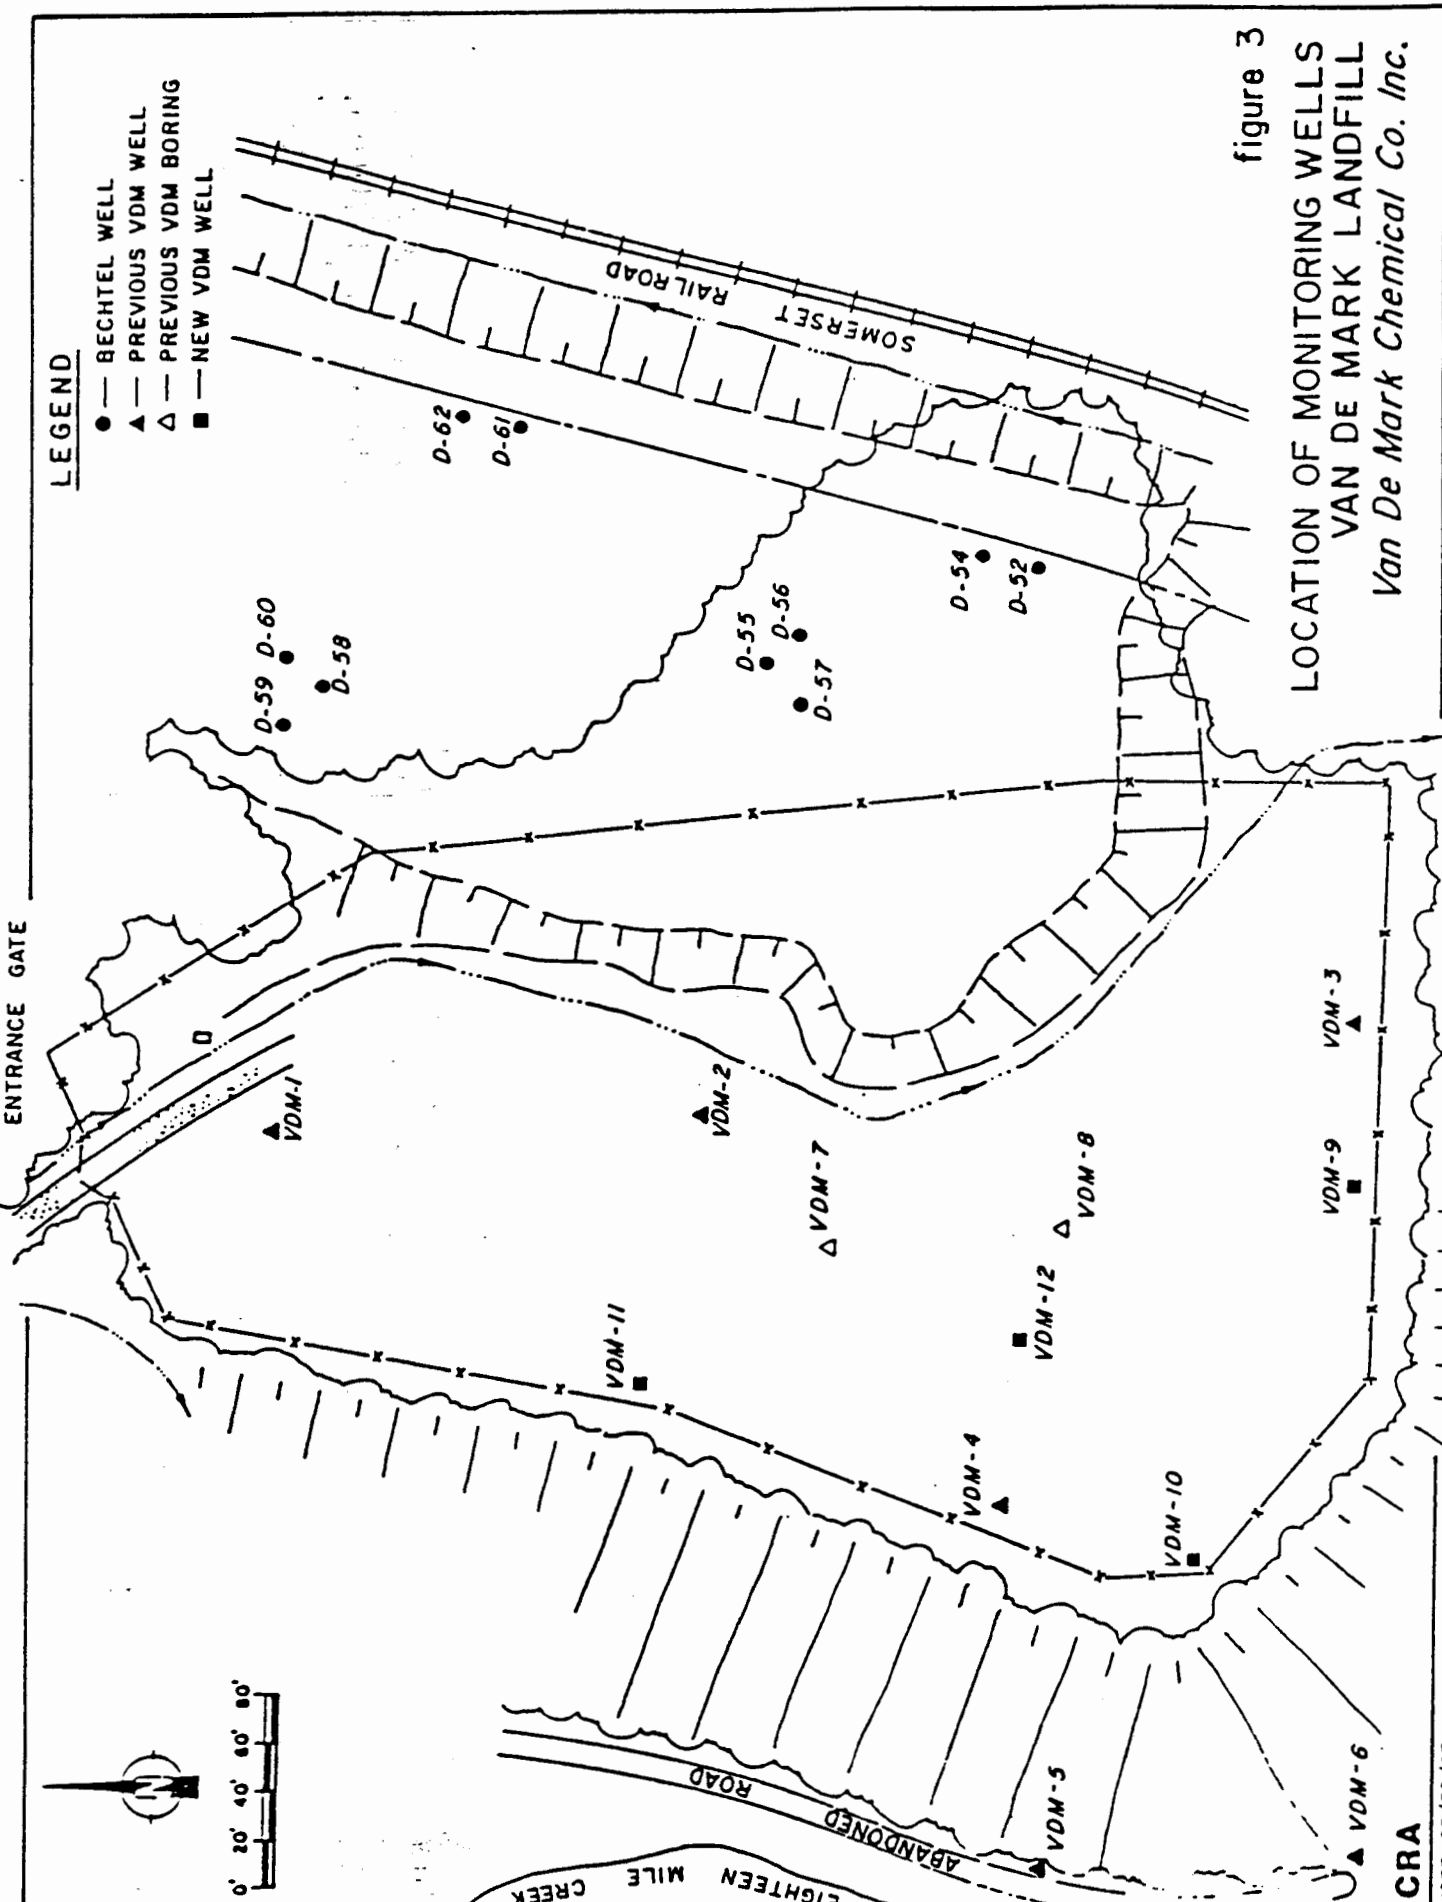 LEGEND
● — BECHTEL WELL
▲ — PREVIOUS VDM WELL
△ — PREVIOUS VDM BORING
■ — NEW VDM WELL
ENTRANCE GATE
0' 20' 40' 60' 80'
D-62
D-61
SOMERSET RAILROAD
D-60
D-59
D-58
D-55
D-56
D-57
D-54
D-52
VDM-1
VDM-2
VDM-7
VDM-8
VDM-3
VDM-9
VDM-12
VDM-11
VDM-4
VDM-10
VDM-5
VDM-6
ABANDONED ROAD
EIGHTEEN MILE CREEK
figure 3
LOCATION OF MONITORING WELLS
VAN DE MARK LANDFILL
Van De Mark Chemical Co. Inc.
CRA